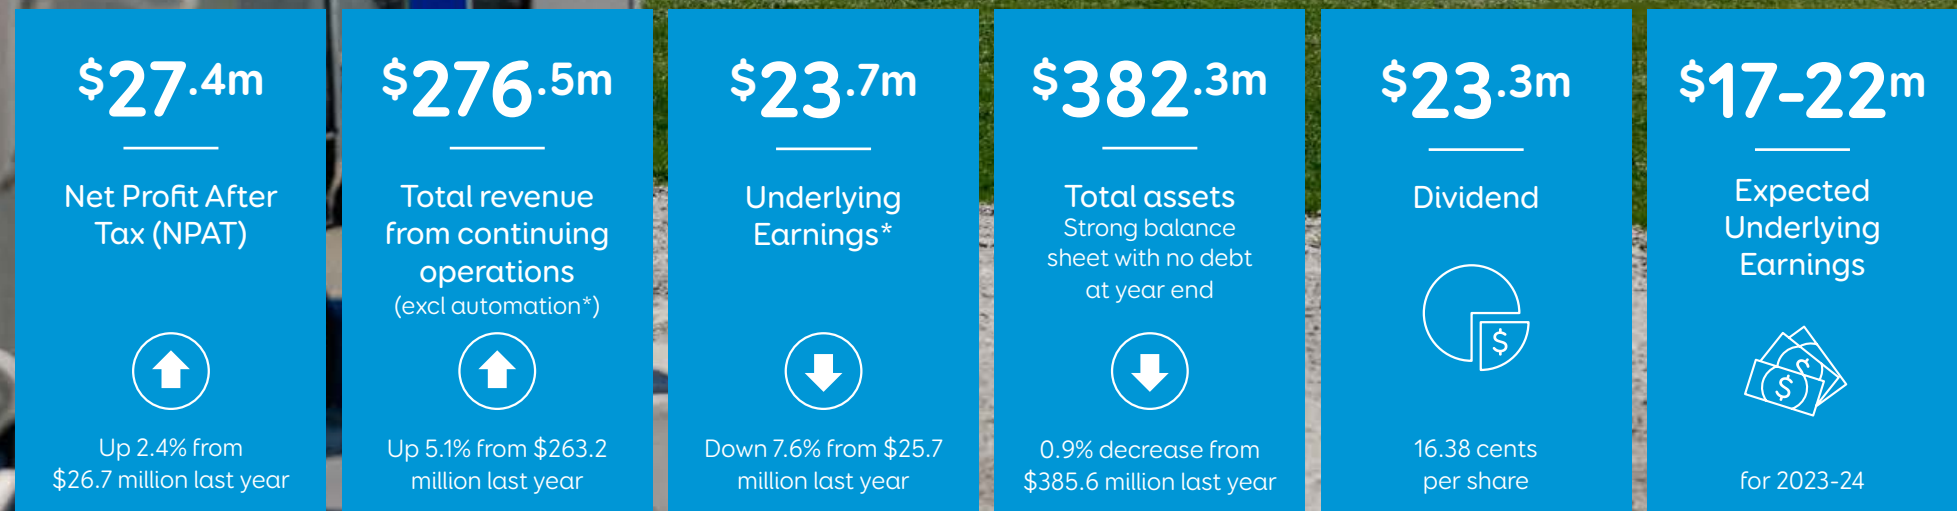 $27.4m
Net Profit After
Tax (NPAT)
Up 2.4% from
$26.7 million last year
$276.5m
Total revenue
from continuing
operations
(excl automation*)
Up 5.1% from $263.2
million last year
$23.7m
Underlying
Earnings*
Down 7.6% from $25.7
million last year
$382.3m
Total assets
Strong balance
sheet with no debt
at year end
0.9% decrease from
$385.6 million last year
$23.3m
Dividend
$
16.38 cents
per share
$17-22m
Expected
Underlying
Earnings
$ $
for 2023-24